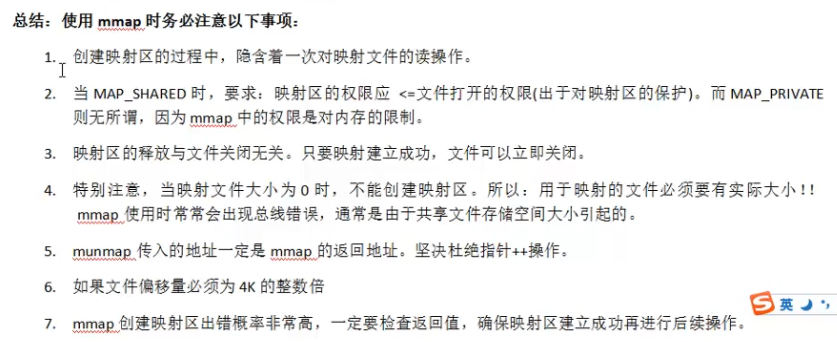 总结：使用 mmap 时务必注意以下事项：
1. 创建映射区的过程中，隐含着一次对映射文件的读操作。
2. 当 MAP_SHARED 时，要求：映射区的权限应 <=文件打开的权限(出于对映射区的保护)。而 MAP_PRIVATE
则无所谓，因为 mmap 中的权限是对内存的限制。
3. 映射区的释放与文件关闭无关。只要映射建立成功，文件可以立即关闭。
4. 特别注意，当映射文件大小为 0 时，不能创建映射区。所以：用于映射的文件必须要有实际大小！！
mmap 使用时常常会出现总线错误，通常是由于共享文件存储空间大小引起的。
5. munmap 传入的地址一定是 mmap 的返回地址。坚决杜绝指针++操作。
6. 如果文件偏移量必须为 4K 的整数倍
7. mmap 创建映射区出错概率非常高，一定要检查返回值，确保映射区建立成功再进行后续操作。
S 英